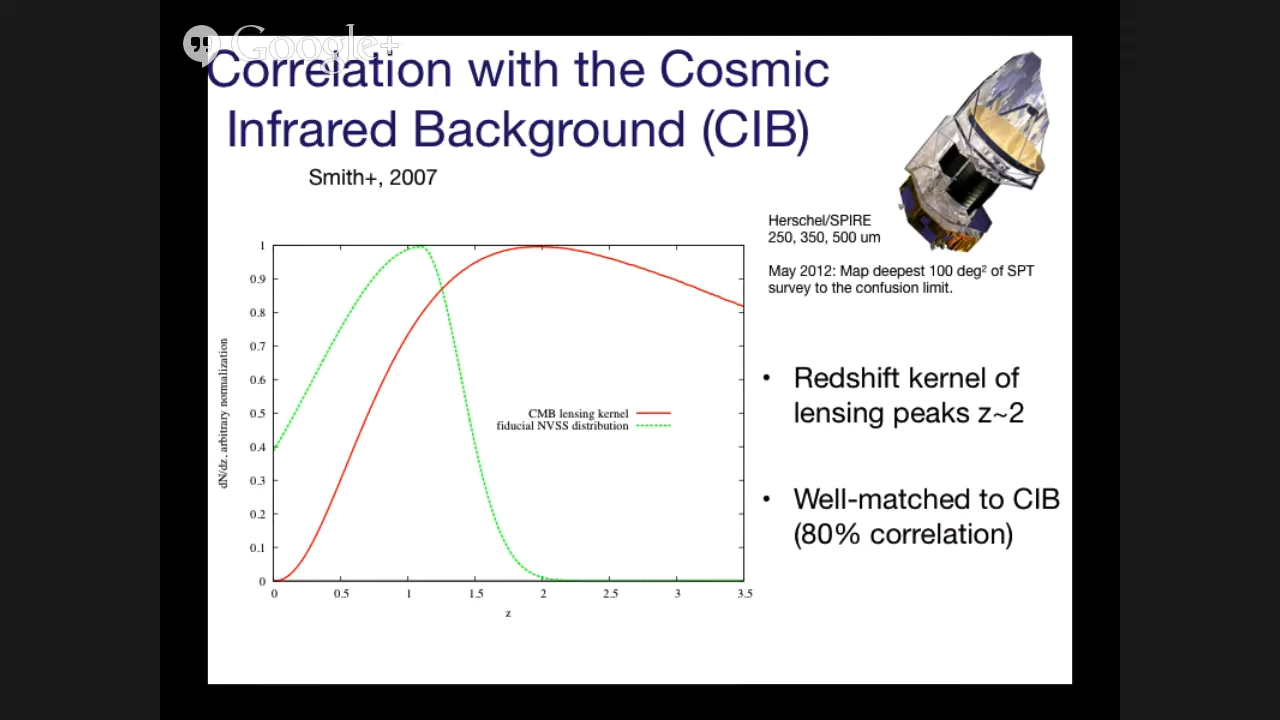 Google+
Correlation with the Cosmic
Infrared Background (CIB)
Smith+, 2007
Herschel/SPIRE
250, 350, 500 um
May 2012: Map deepest 100 deg² of SPT
survey to the confusion limit.
dN/dz, arbitrary normalization
1
0.9
0.8
0.7
0.6
0.5
0.4
0.3
0.2
0.1
0
CMB lensing kernel
fiducial NVSS distribution
0 0.5 1 1.5 2 2.5 3 3.5
z
• Redshift kernel of
lensing peaks z~2
• Well-matched to CIB
(80% correlation)